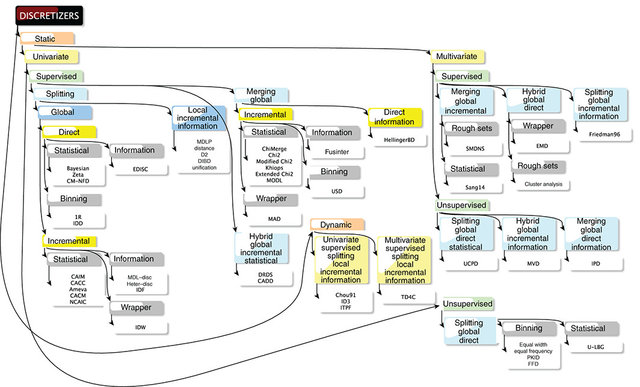 DISCRETIZERS
Static
Univariate
Supervised
Splitting
Global
Direct
Statistical
Bayesian
Zeta
CM-NFD
Information
EDISC
Binning
1R
IDD
Incremental
Statistical
CAIM
CACC
Ameva
CACM
NCAIC
Information
MDL-disc
Heter-disc
IDF
Wrapper
IDW
Local
incremental
information
MDLP
distance
D2
DIBD
unification
Merging
global
Incremental
Statistical
ChiMerge
Chi2
Modified Chi2
Khiops
Extended Chi2
MODL
Information
Fusinter
Binning
USD
Wrapper
MAD
Direct
information
HellingerBD
Hybrid
global
incremental
statistical
DRDS
CADD
Dynamic
Univariate
supervised
splitting
local
incremental
information
Chou91
ID3
ITPF
Multivariate
supervised
splitting
local
incremental
information
TD4C
Multivariate
Supervised
Merging
global
incremental
Rough sets
SMDNS
Statistical
Sang14
Hybrid
global
direct
Wrapper
EMD
Rough sets
Cluster analysis
Splitting
global
incremental
Friedman96
Unsupervised
Splitting
global
direct
statistical
UCPD
Hybrid
global
incremental
information
MVD
Merging
global
direct
information
IPD
Unsupervised
Splitting
global
direct
Binning
Equal width
equal frequency
PKID
FFD
Statistical
U-LBG